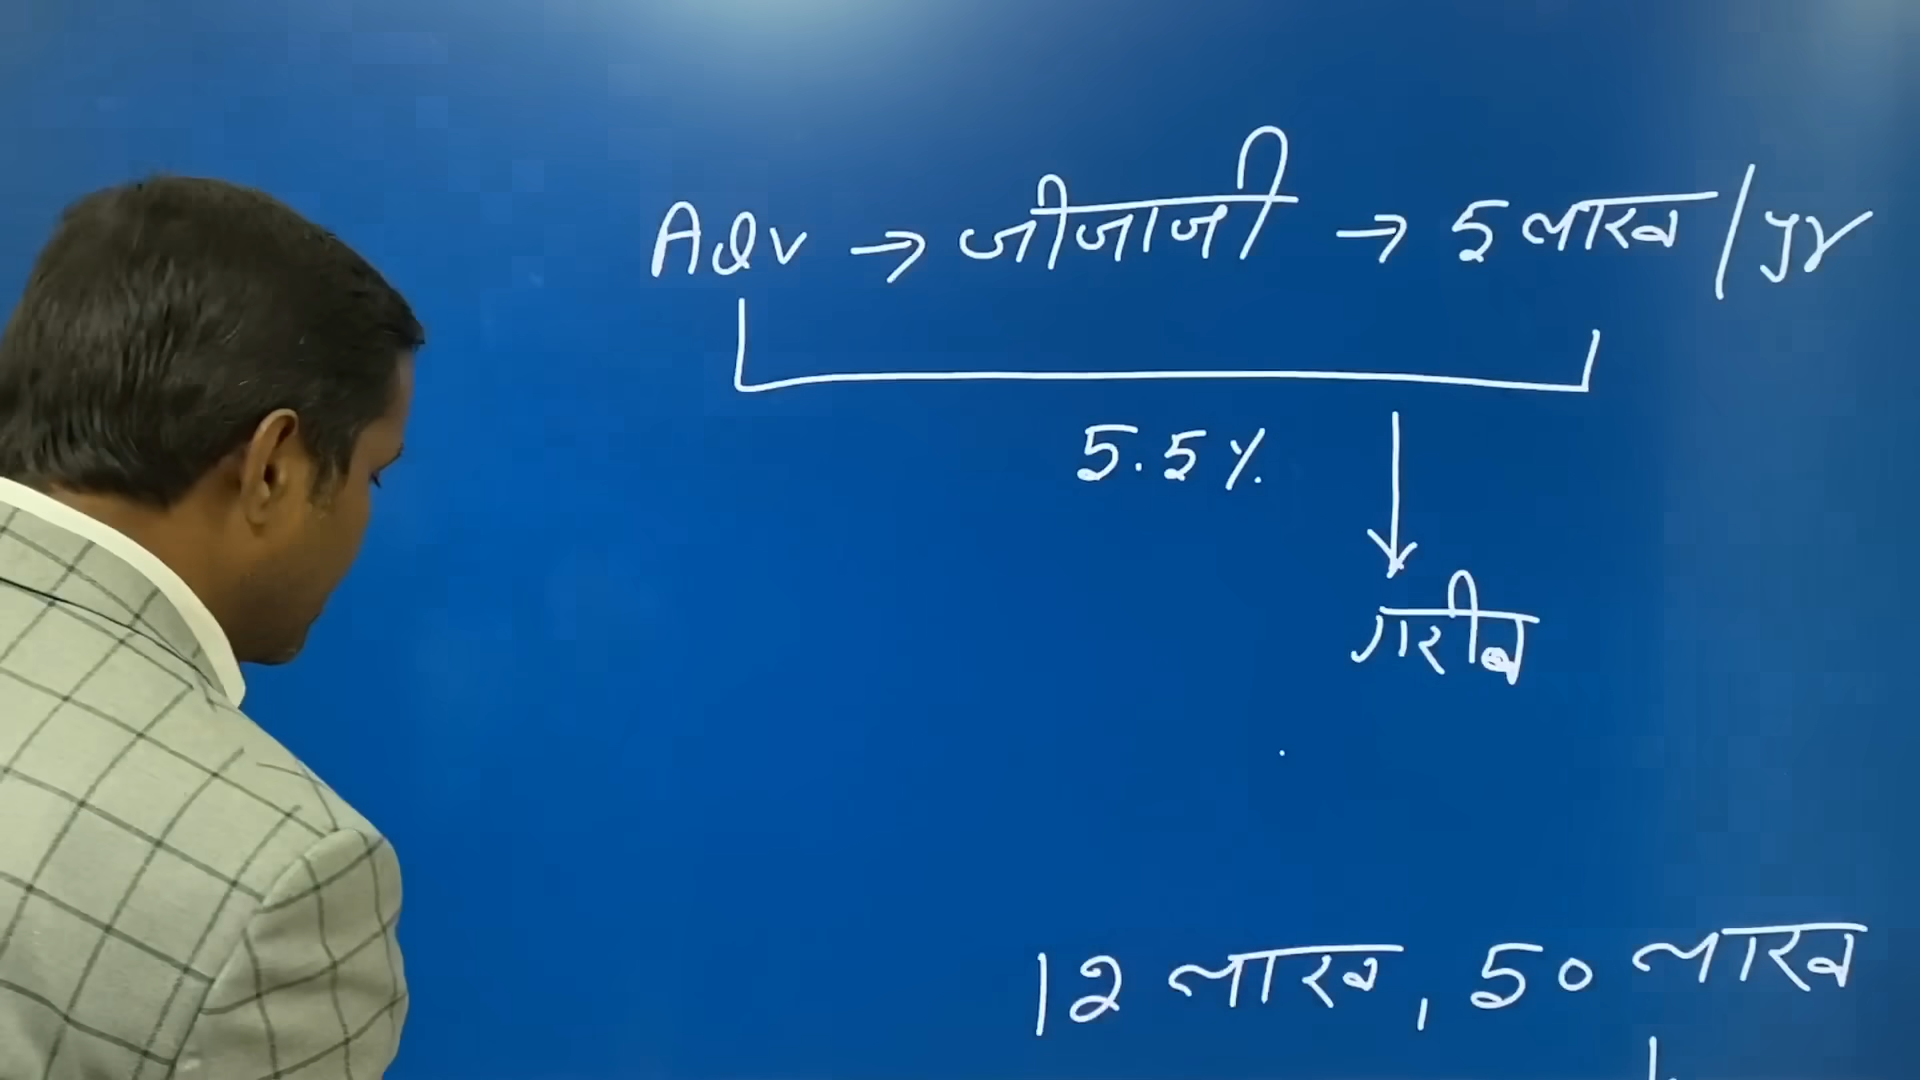 Adv → जीजाजी → 5 लाख / yr
5.5%
गरीब
12 लाख, 50 लाख